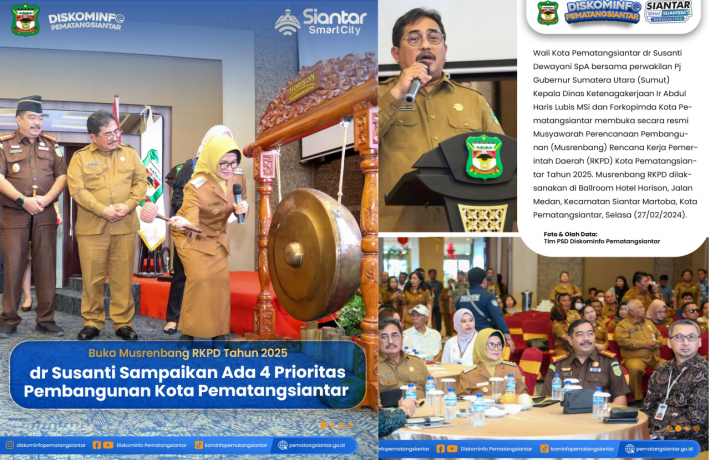 DISKOMINFO
PEMATANGSIANTAR
Siantar
SmartCity
HORISON
Buka Musrenbang RKPD Tahun 2025
dr Susanti Sampaikan Ada 4 Prioritas
Pembangunan Kota Pematangsiantar
diskominfopematangsiantar
Diskominfo Pematangsiantar
kominfopematangsiantar
pematangsiantar.go.id
DISKOMINFO
PEMATANGSIANTAR
SIANTAR
SEHAT SEJAHTERA
Wali Kota Pematangsiantar dr Susanti
Dewayani SpA bersama perwakilan Pj
Gubernur Sumatera Utara (Sumut)
Kepala Dinas Ketenagakerjaan Ir Abdul
Haris Lubis MSi dan Forkopimda Kota Pe-
matangsiantar membuka secara resmi
Musyawarah Perencanaan Pembangu-
nan (Musrenbang) Rencana Kerja Pemer-
intah Daerah (RKPD) Kota Pematangsian-
tar Tahun 2025. Musrenbang RKPD dilak-
sanakan di Ballroom Hotel Horison, Jalan
Medan, Kecamatan Siantar Martoba, Kota
Pematangsiantar, Selasa (27/02/2024).
Foto & Olah Data:
Tim PSD Diskominfo Pematangsiantar
nfopematangsiantar
Diskominfo Pematangsiantar
kominfopematangsiantar
pematangsiantar.go.id